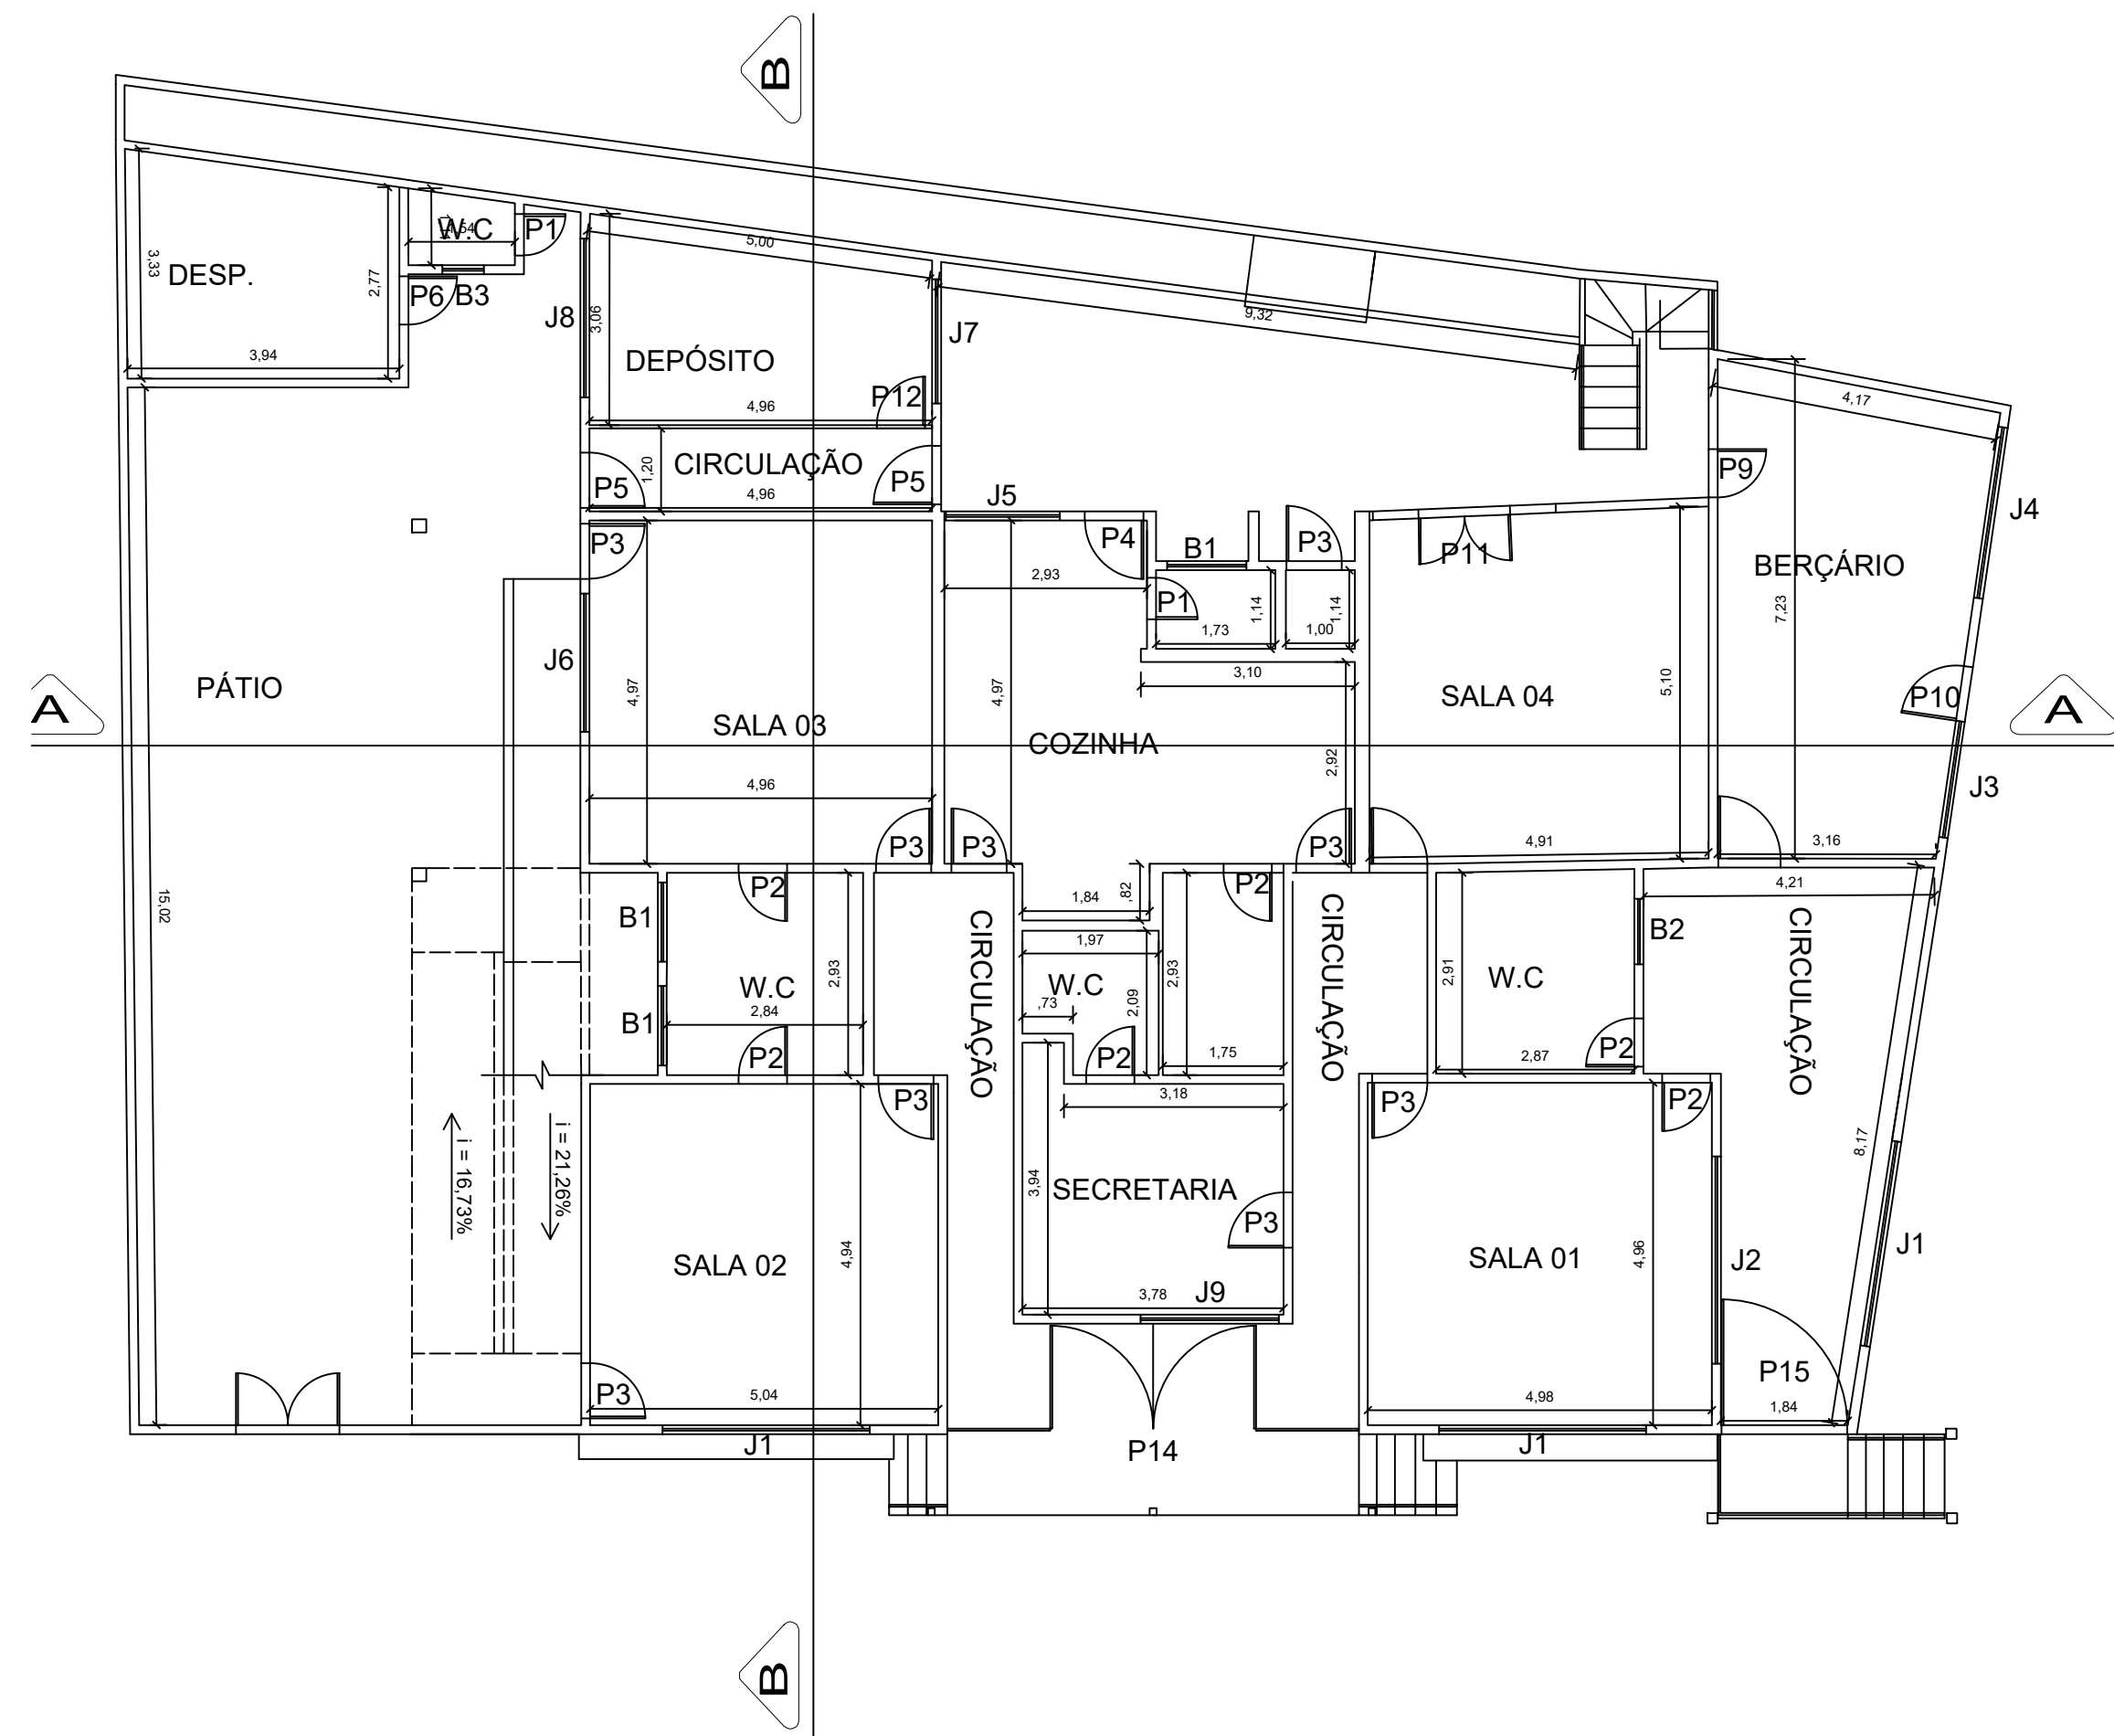 B
W.C
P1
1,54
5,00
3,33
DESP.
2,77
P6
B3
J8
3,06
9,32
J7
3,94
DEPÓSITO
P12
4,17
4,96
CIRCULAÇÃO
1,20
P5
P5
4,96
P9
J5
J4
P3
P4
B1
P3
P11
BERÇÁRIO
2,93
P1
1,14
1,14
7,23
1,73
1,00
J6
PÁTIO
4,97
4,97
3,10
SALA 04
5,10
P10
A
A
SALA 03
COZINHA
2,92
4,96
J3
P3
P3
P3
4,91
3,16
P2
P2
4,21
15,02
B1
1,84
,82
CIRCULAÇÃO
CIRCULAÇÃO
B2
CIRCULAÇÃO
1,97
2,93
W.C
W.C
2,93
2,91
W.C
2,84
,73
2,09
B1
P2
P2
1,75
2,87
P2
P3
3,18
P3
P2
i = 16,73%
i = 21,26%
8,17
3,94
SECRETARIA
P3
SALA 02
4,94
SALA 01
4,96
J2
J1
3,78
J9
P3
5,04
4,98
P15
1,84
J1
P14
J1
B